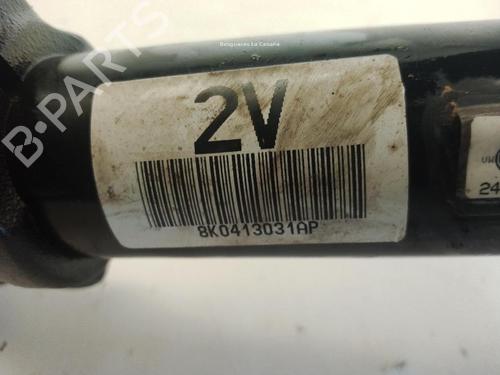 Desguaces La Cabaña
B-PARTS
2V
8K0413031AP
24